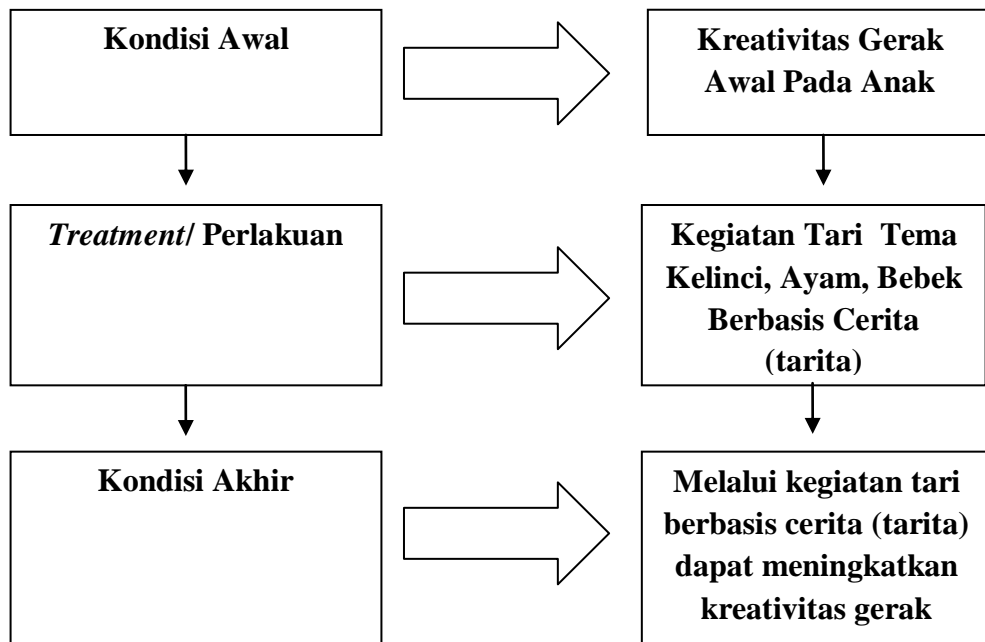 Kondisi Awal
Kreativitas Gerak
Awal Pada Anak
Treatment/ Perlakuan
Kegiatan Tari Tema
Kelinci, Ayam, Bebek
Berbasis Cerita
(tarita)
Kondisi Akhir
Melalui kegiatan tari
berbasis cerita (tarita)
dapat meningkatkan
kreativitas gerak